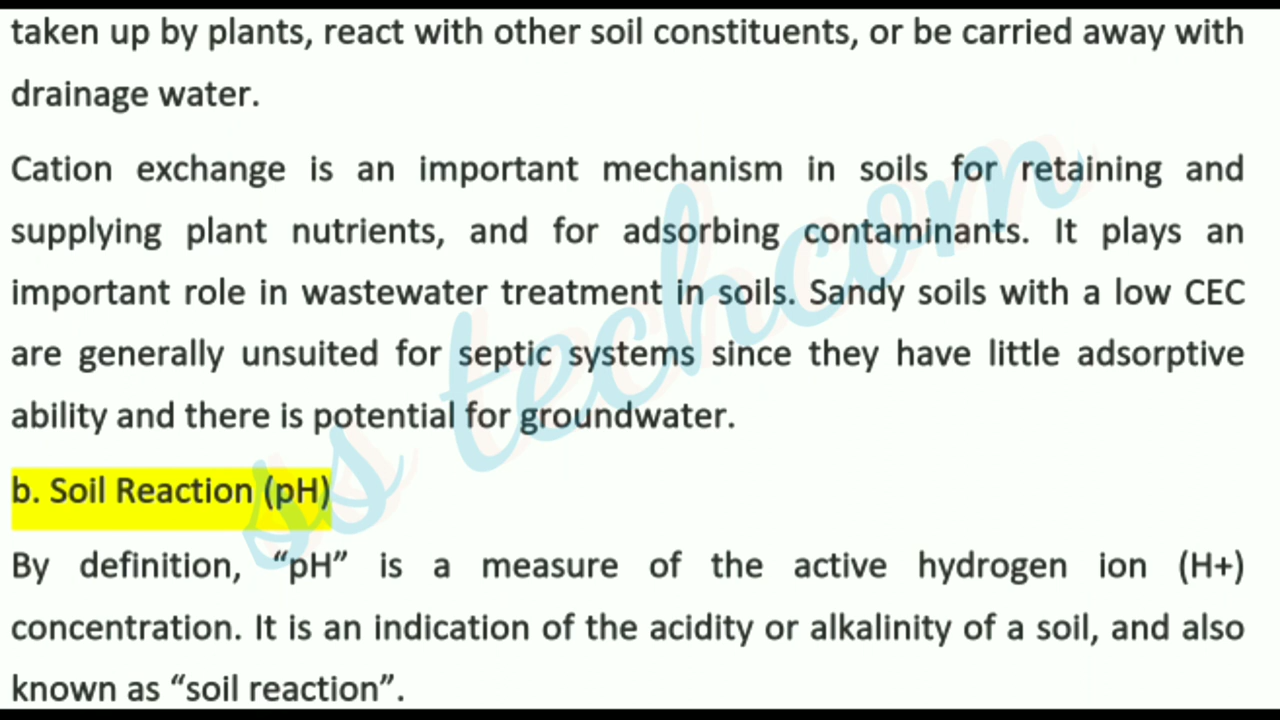 taken up by plants, react with other soil constituents, or be carried away with
drainage water.
Cation exchange is an important mechanism in soils for retaining and
supplying plant nutrients, and for adsorbing contaminants. It plays an
important role in wastewater treatment in soils. Sandy soils with a low CEC
are generally unsuited for septic systems since they have little adsorptive
ability and there is potential for groundwater.
b. Soil Reaction (pH)
By definition, “pH” is a measure of the active hydrogen ion (H+)
concentration. It is an indication of the acidity or alkalinity of a soil, and also
known as “soil reaction”.
ss techcom